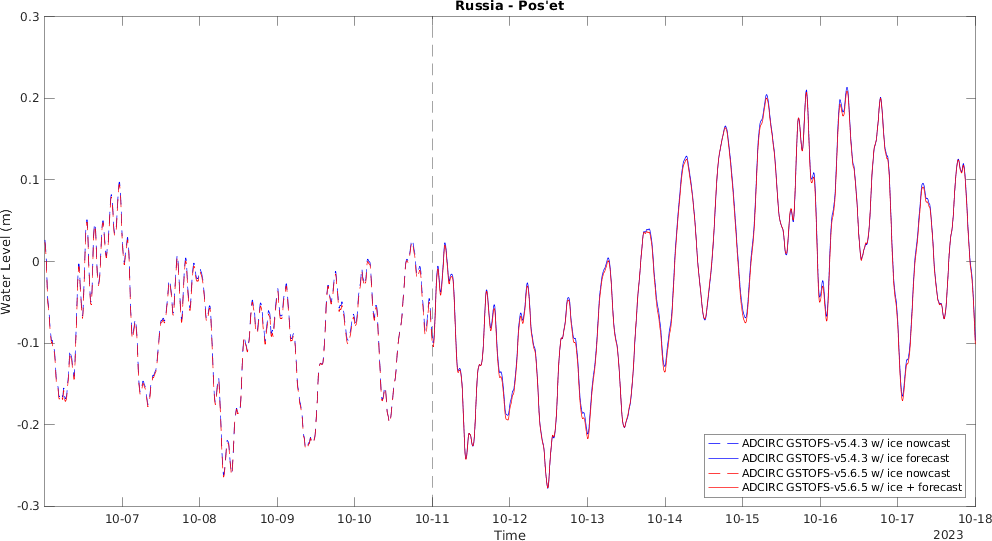 Russia - Pos'et
0.3
0.2
0.1
0
-0.1
-0.2
-0.3
Water Level (m)
ADCIRC GSTOFS-v5.4.3 w/ ice nowcast
ADCIRC GSTOFS-v5.4.3 w/ ice forecast
ADCIRC GSTOFS-v5.6.5 w/ ice nowcast
ADCIRC GSTOFS-v5.6.5 w/ ice + forecast
10-07 10-08 10-09 10-10 10-11 10-12 10-13 10-14 10-15 10-16 10-17 10-18
Time
2023